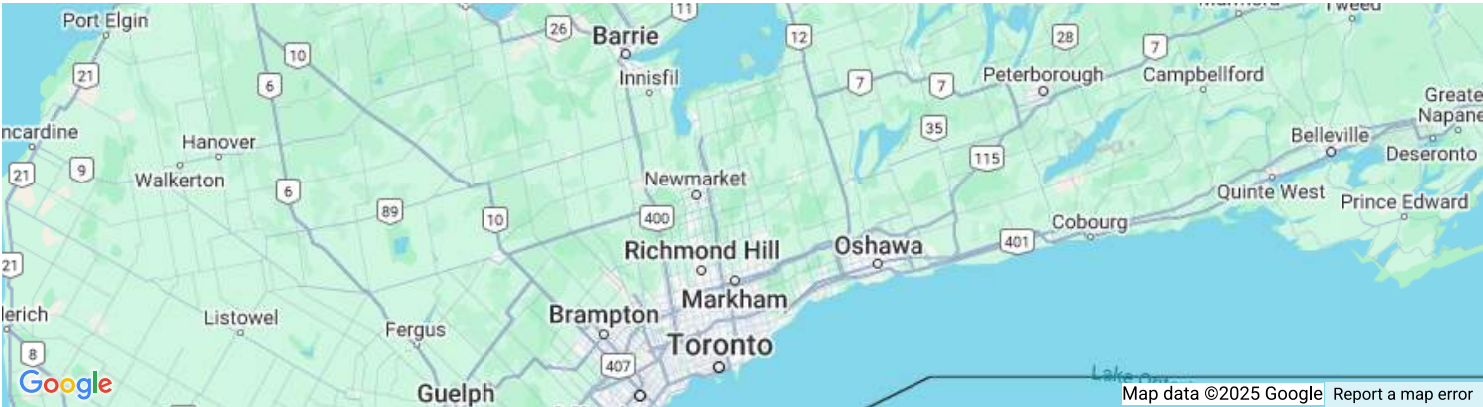 Port Elgin
11
26
Barrie
12
28
10
7
21
Innisfil
Peterborough
Campbellford
6
7
7
Greate
Napane
ncardine
35
Belleville
Hanover
9
115
Deseronto
21
Walkerton
Newmarket
6
Quinte West
89
10
400
Cobourg
Prince Edward
Richmond Hill
Oshawa
401
21
Markham
lerich
Listowel
Fergus
Brampton
Toronto
8
407
Google
Guelph
Lake
Map data ©2025 Google
Report a map error